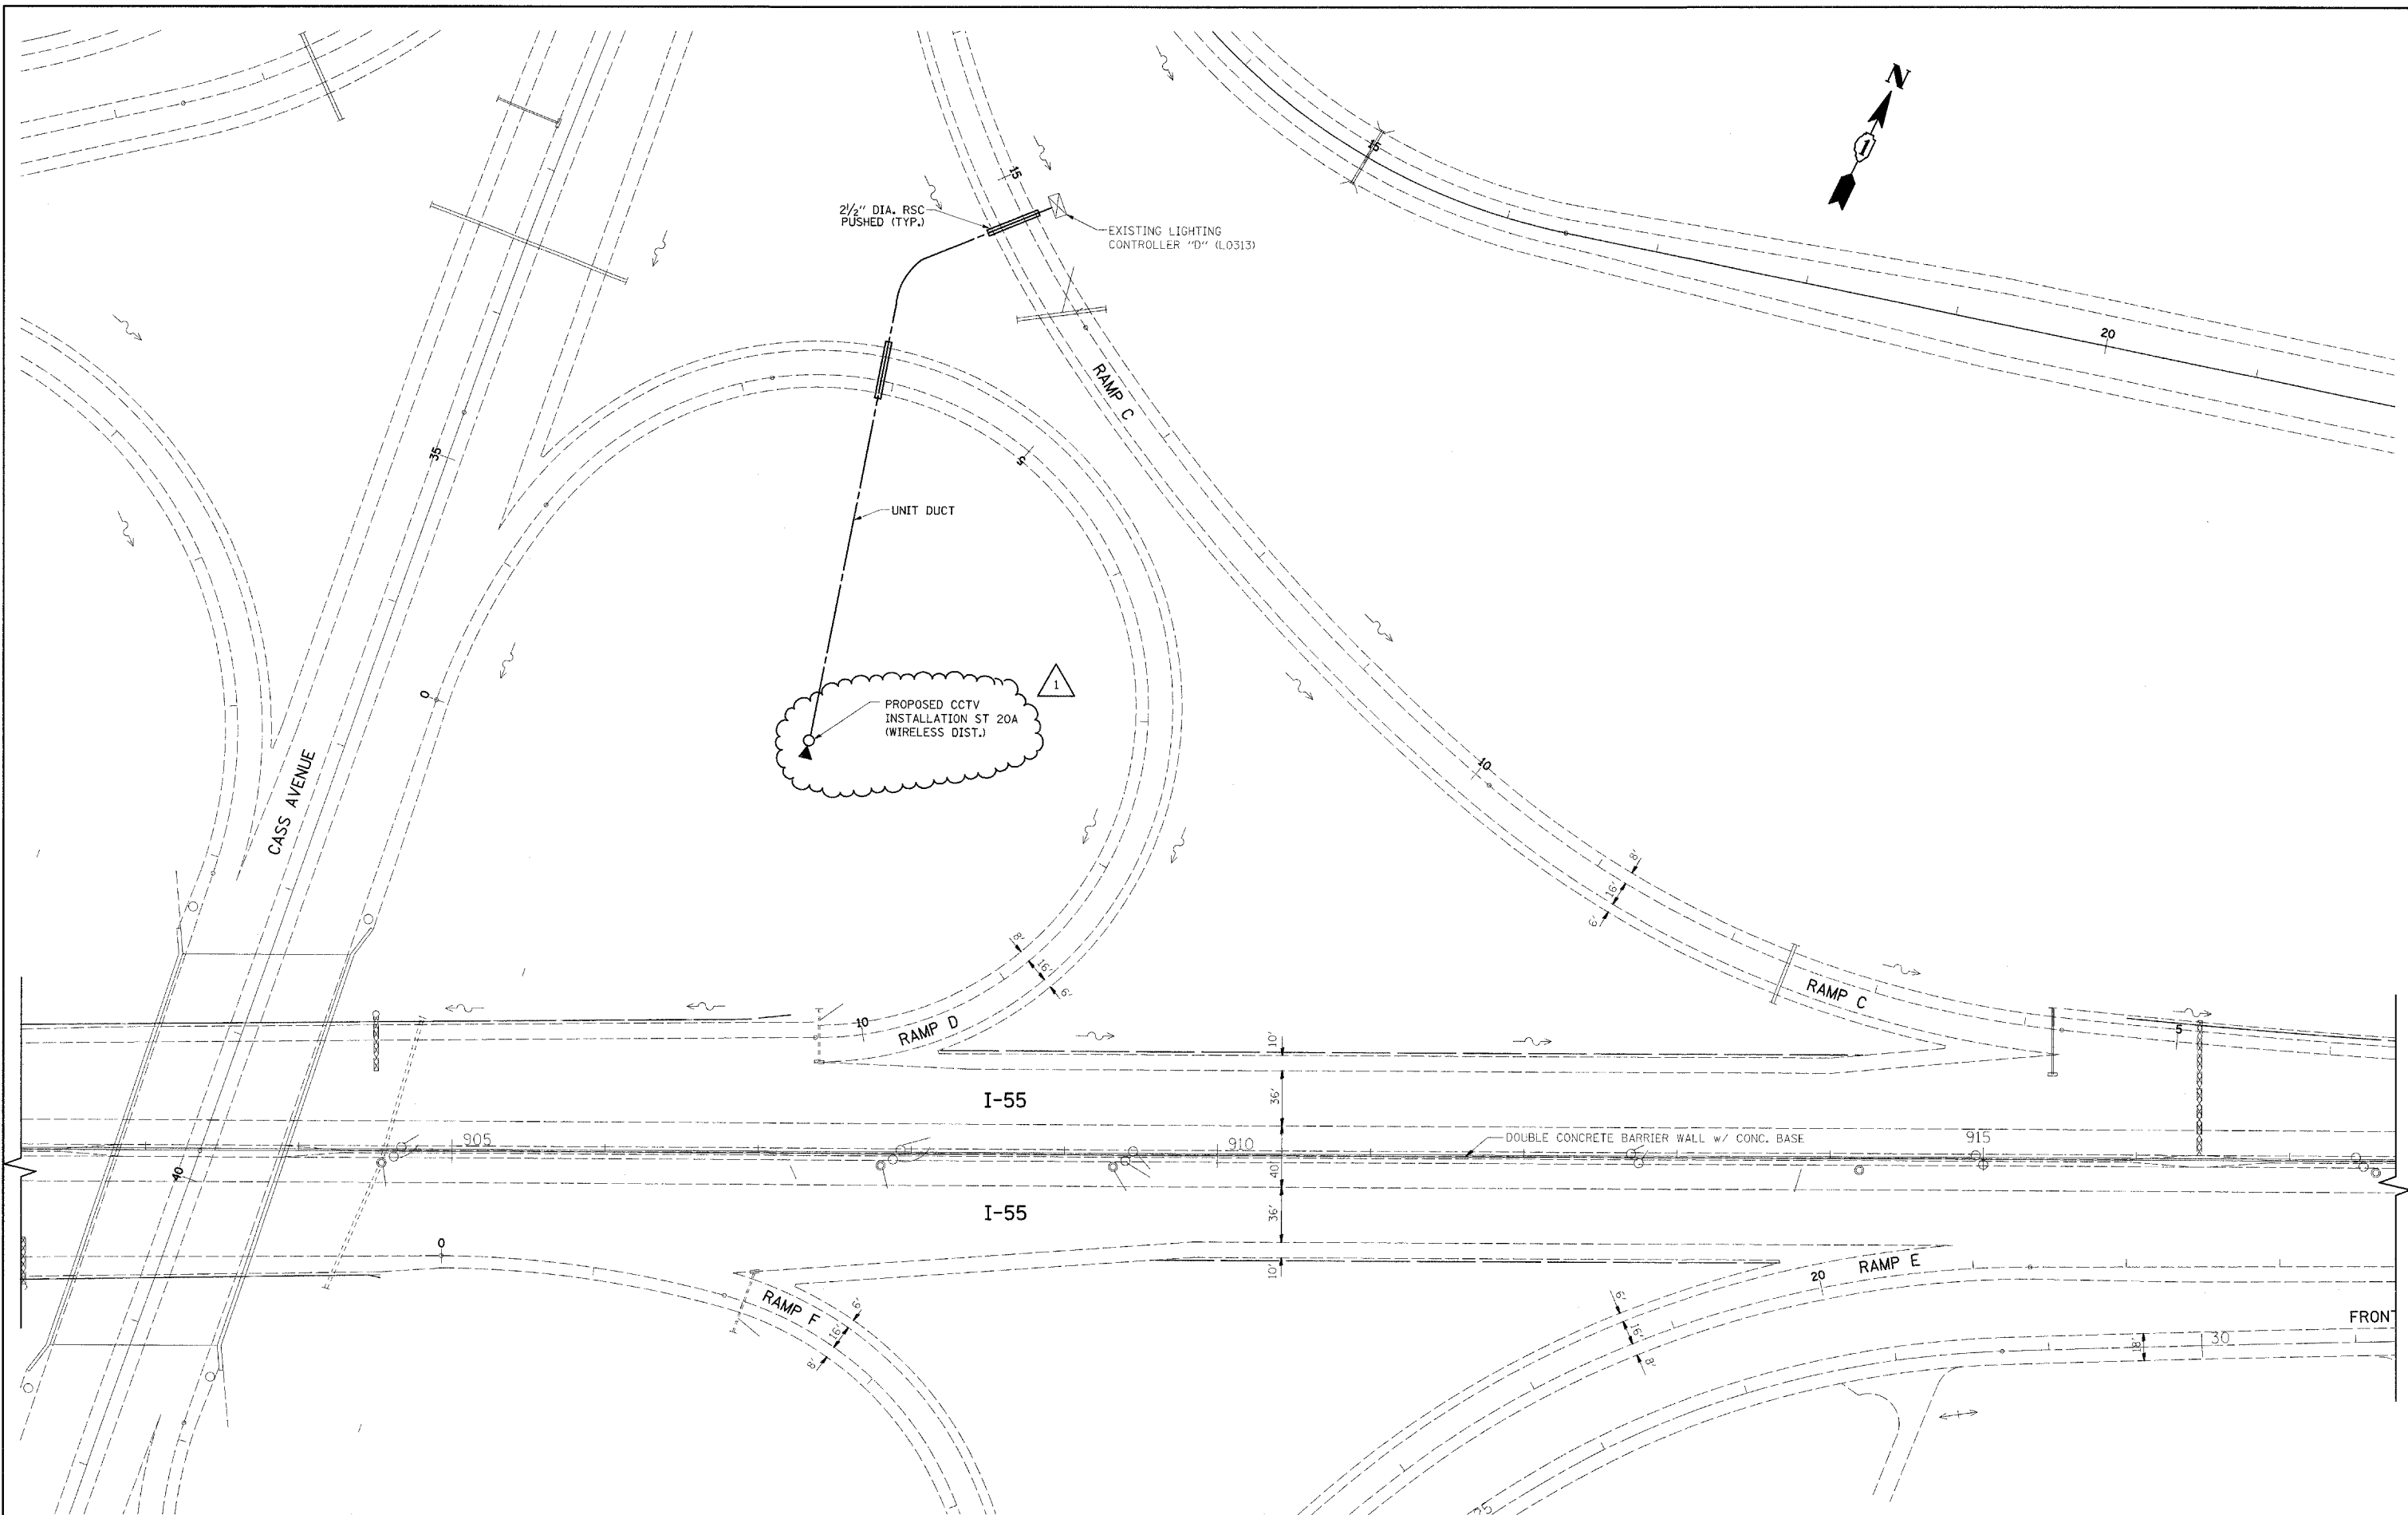 N
1
15
15
2½" DIA. RSC
PUSHED (TYP.)
EXISTING LIGHTING
CONTROLLER "D" (L0313)
20
RAMP C
35
5
UNIT DUCT
1
PROPOSED CCTV
INSTALLATION ST 20A
(WIRELESS DIST.)
0
CASS AVENUE
10
8'
16'
6'
8'
16'
6'
RAMP C
10
RAMP D
5
10'
36'
I-55
905
910
DOUBLE CONCRETE BARRIER WALL w/ CONC. BASE
915
40
40'
I-55
36'
0
10'
RAMP E
20
RAMP F
6'
16'
8'
6'
16'
8'
FRONT
30
18'
25